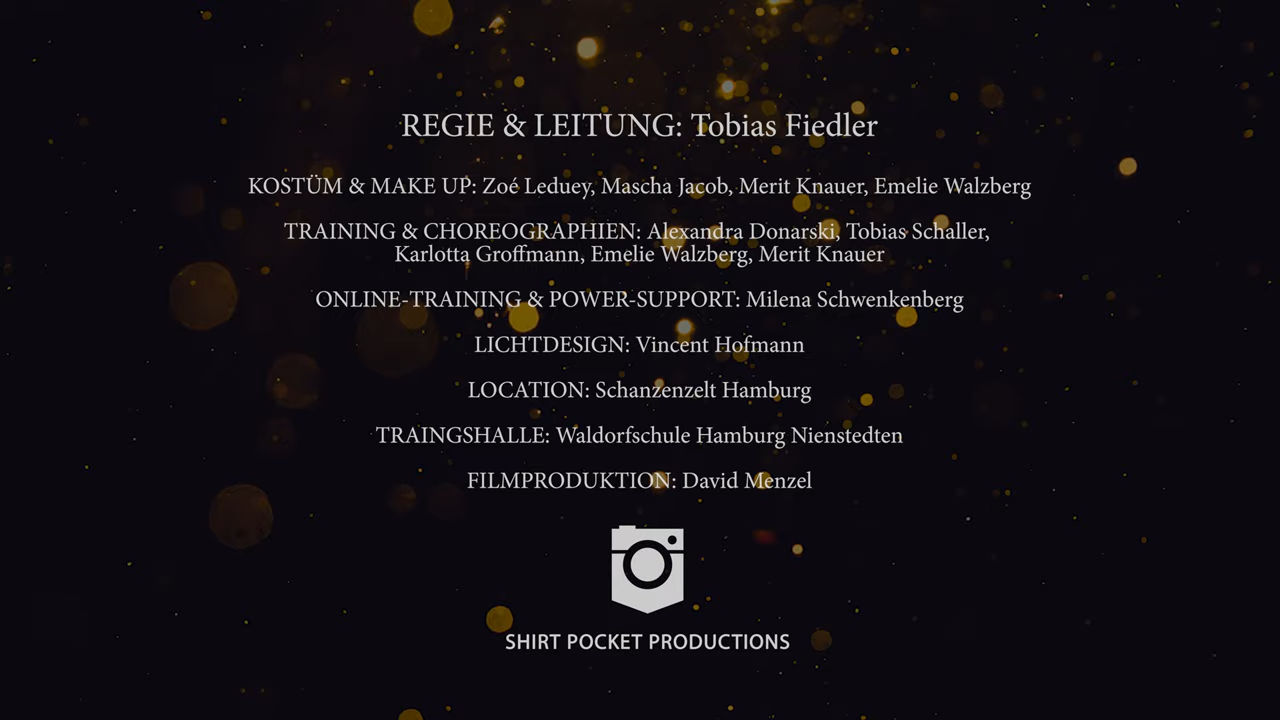 REGIE & LEITUNG: Tobias Fiedler
KOSTÜM & MAKE UP: Zoé Leduey, Mascha Jacob, Merit Knauer, Emelie Walzberg
TRAINING & CHOREOGRAPHIEN: Alexandra Donarski, Tobias Schaller,
Karlotta Groffmann, Emelie Walzberg, Merit Knauer
ONLINE-TRAINING & POWER-SUPPORT: Milena Schwenkenberg
LICHTDESIGN: Vincent Hofmann
LOCATION: Schanzenzelt Hamburg
TRAINGSHALLE: Waldorfschule Hamburg Nienstedten
FILMPRODUKTION: David Menzel
SHIRT POCKET PRODUCTIONS